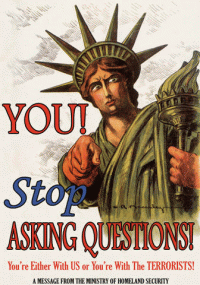 YOU!
Stop
ASKING QUESTIONS!
You're Either With US or You're With The TERRORISTS!
A MESSAGE FROM THE MINISTRY OF HOMELAND SECURITY